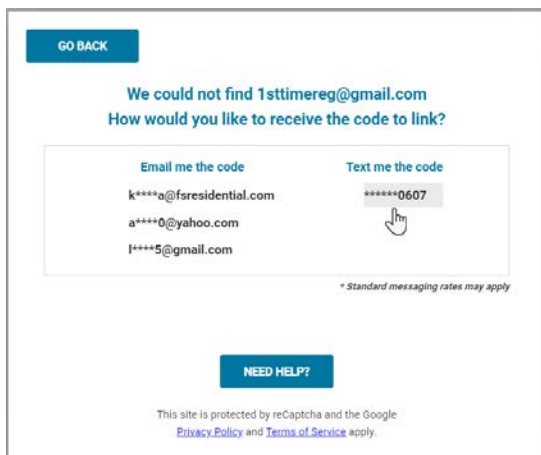 GO BACK
We could not find 1sttimereg@gmail.com
How would you like to receive the code to link?
Email me the code
Text me the code
k****a@fsresidential.com
******0607
a****0@yahoo.com
l****5@gmail.com
* Standard messaging rates may apply
NEED HELP?
This site is protected by reCaptcha and the Google
Privacy Policy and Terms of Service apply.